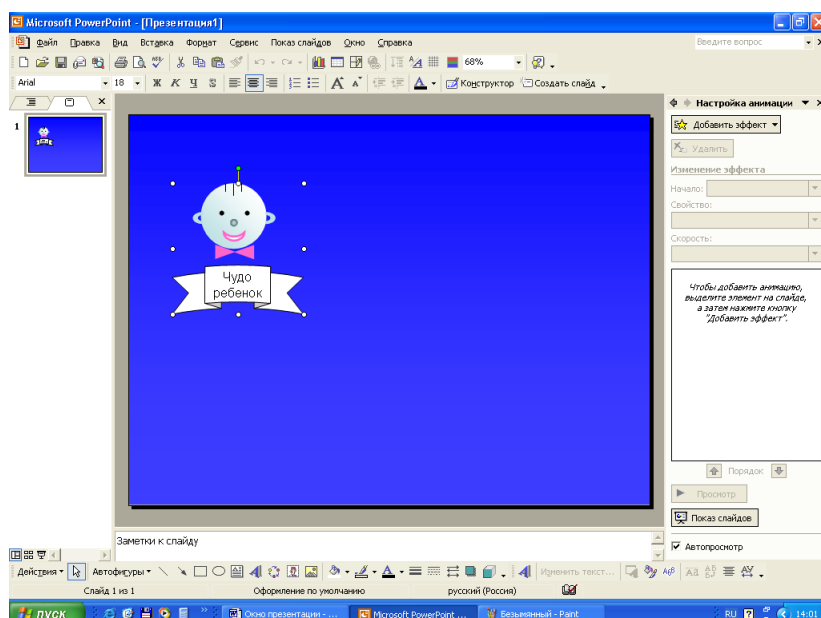 Microsoft PowerPoint - [Презентация1]
Файл Правка Вид Вставка Формат Сервис Показ слайдов Окно Справка Введите вопрос
68%
Arial 18 Ж К Ч S Конструктор Создать слайд
Настройка анимации
1
Добавить эффект
Удалить
Изменение эффекта
Начало:
Свойство:
Скорость:
Чудо
ребенок
Чтобы добавить анимацию,
выделите элемент на слайде,
а затем нажмите кнопку
"Добавить эффект".
Порядок
Просмотр
Показ слайдов
Заметки к слайду
Автопросмотр
Действия Автофигуры Изменить текст...
Слайд 1 из 1 Оформление по умолчанию русский (Россия)
пуск Окно презентации - ... Microsoft PowerPoint ... Безымянный - Paint RU 14:01